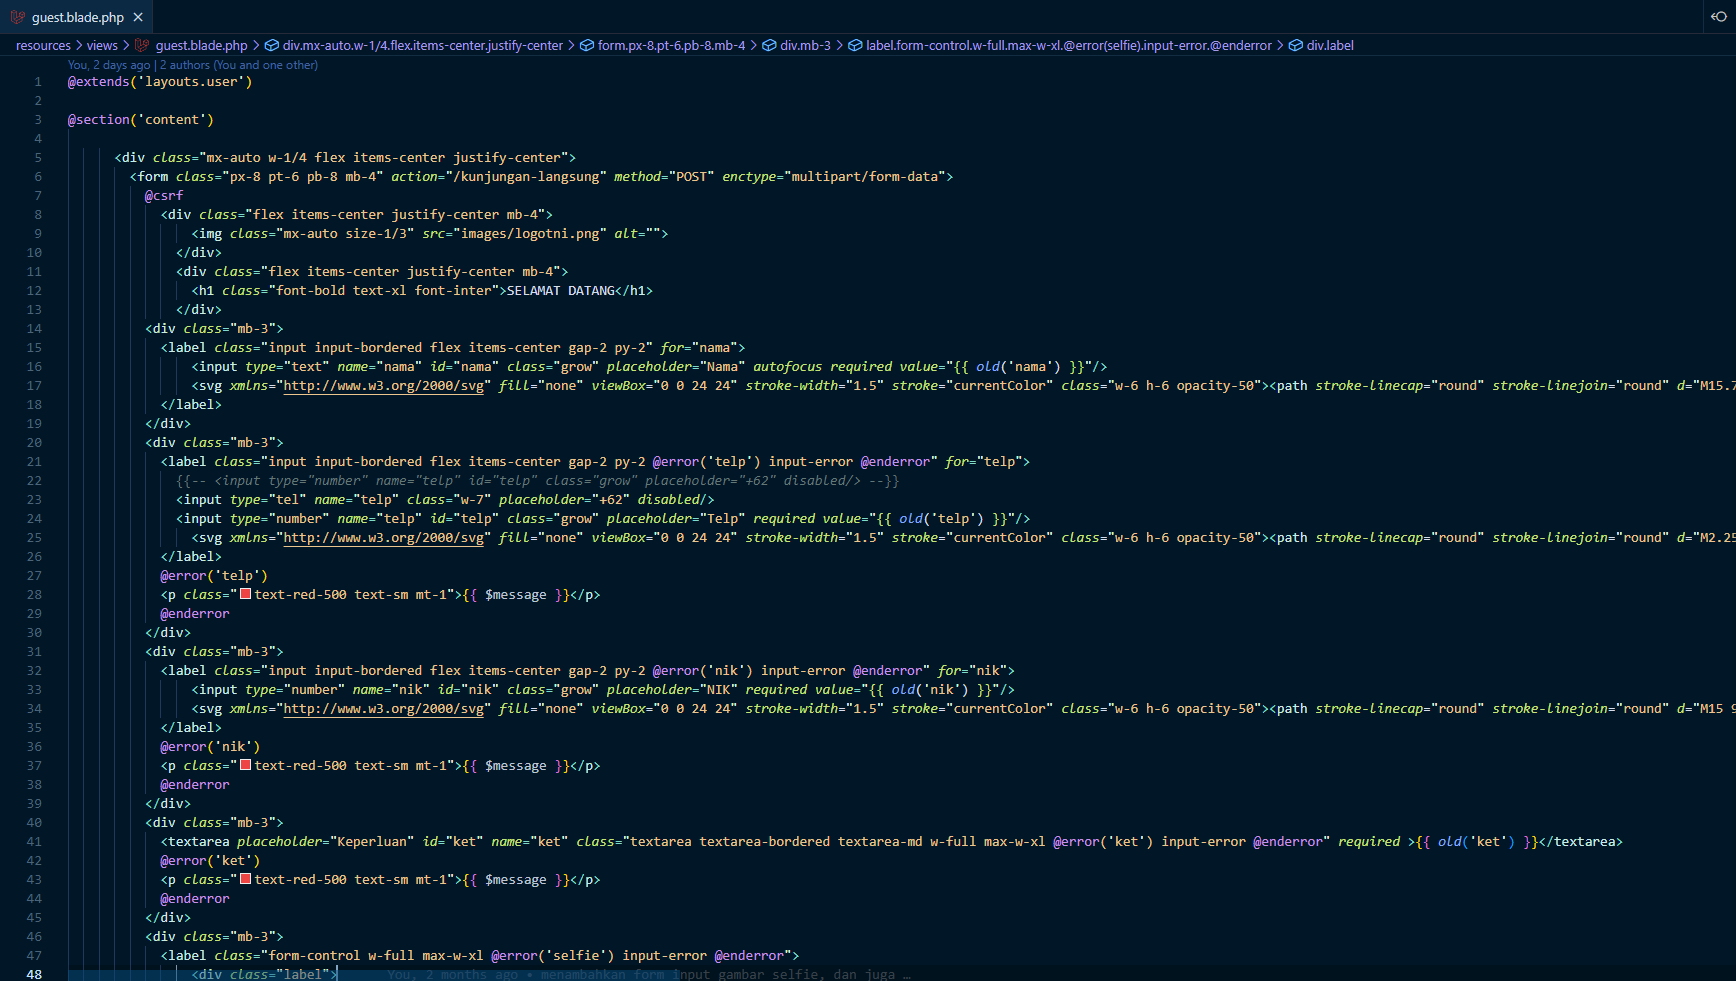 guest.blade.php
resources > views > guest.blade.php > div.mx-auto.w-1/4.flex.items-center.justify-center > form.px-8.pt-6.pb-8.mb-4 > div.mb-3 > label.form-control.w-full.max-w-xl.@error(selfie).input-error.@enderror > div.label
You, 2 days ago | 2 authors (You and one other)
1 @extends('layouts.user')
2
3 @section('content')
4
5 <div class="mx-auto w-1/4 flex items-center justify-center">
6 <form class="px-8 pt-6 pb-8 mb-4" action="/kunjungan-langsung" method="POST" enctype="multipart/form-data">
7 @csrf
8 <div class="flex items-center justify-center mb-4">
9 <img class="mx-auto size-1/3" src="images/logotni.png" alt="">
10 </div>
11 <div class="flex items-center justify-center mb-4">
12 <h1 class="font-bold text-xl font-inter">SELAMAT DATANG</h1>
13 </div>
14 <div class="mb-3">
15 <label class="input input-bordered flex items-center gap-2 py-2" for="nama">
16 <input type="text" name="nama" id="nama" class="grow" placeholder="Nama" autofocus required value="{{ old('nama') }}"/>
17 <svg xmlns="http://www.w3.org/2000/svg" fill="none" viewBox="0 0 24 24" stroke-width="1.5" stroke="currentColor" class="w-6 h-6 opacity-50"><path stroke-linecap="round" stroke-linejoin="round" d="M15.7
18 </label>
19 </div>
20 <div class="mb-3">
21 <label class="input input-bordered flex items-center gap-2 py-2 @error('telp') input-error @enderror" for="telp">
22 {{-- <input type="number" name="telp" id="telp" class="grow" placeholder="+62" disabled/> --}}
23 <input type="tel" name="telp" class="w-7" placeholder="+62" disabled/>
24 <input type="number" name="telp" id="telp" class="grow" placeholder="Telp" required value="{{ old('telp') }}"/>
25 <svg xmlns="http://www.w3.org/2000/svg" fill="none" viewBox="0 0 24 24" stroke-width="1.5" stroke="currentColor" class="w-6 h-6 opacity-50"><path stroke-linecap="round" stroke-linejoin="round" d="M2.25
26 </label>
27 @error('telp')
28 <p class="text-red-500 text-sm mt-1">{{ $message }}</p>
29 @enderror
30 </div>
31 <div class="mb-3">
32 <label class="input input-bordered flex items-center gap-2 py-2 @error('nik') input-error @enderror" for="nik">
33 <input type="number" name="nik" id="nik" class="grow" placeholder="NIK" required value="{{ old('nik') }}"/>
34 <svg xmlns="http://www.w3.org/2000/svg" fill="none" viewBox="0 0 24 24" stroke-width="1.5" stroke="currentColor" class="w-6 h-6 opacity-50"><path stroke-linecap="round" stroke-linejoin="round" d="M15 9
35 </label>
36 @error('nik')
37 <p class="text-red-500 text-sm mt-1">{{ $message }}</p>
38 @enderror
39 </div>
40 <div class="mb-3">
41 <textarea placeholder="Keperluan" id="ket" name="ket" class="textarea textarea-bordered textarea-md w-full max-w-xl @error('ket') input-error @enderror" required >{{ old('ket') }}</textarea>
42 @error('ket')
43 <p class="text-red-500 text-sm mt-1">{{ $message }}</p>
44 @enderror
45 </div>
46 <div class="mb-3">
47 <label class="form-control w-full max-w-xl @error('selfie') input-error @enderror">
48 <div class="label"> You, 2 months ago • menambahkan form input gambar selfie, dan juga …